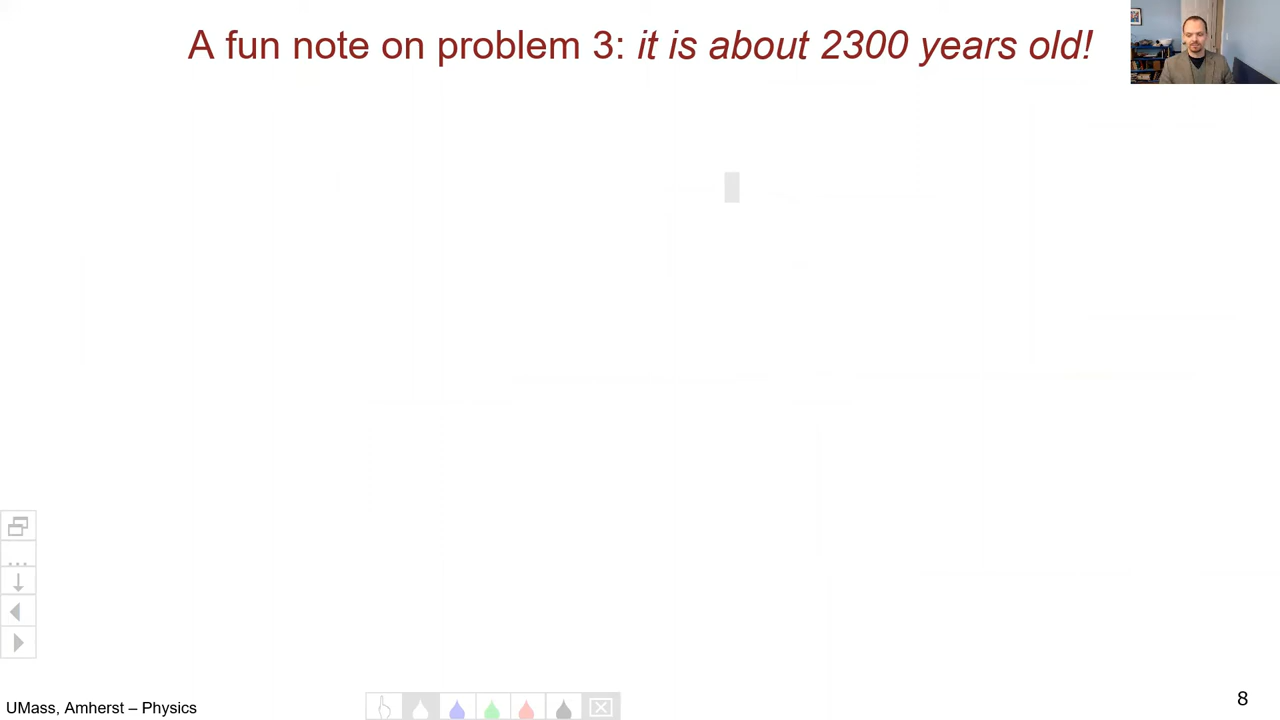 A fun note on problem 3: it is about 2300 years old!
UMass, Amherst – Physics
8